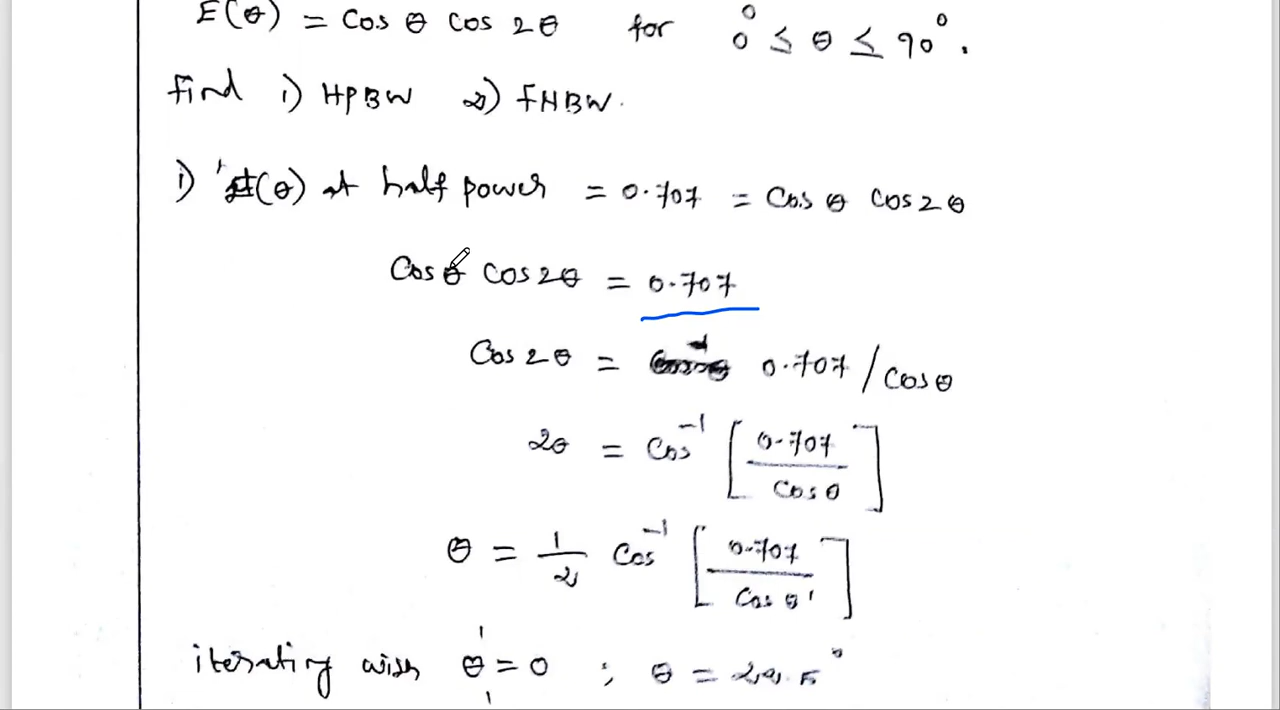 E(θ) = Cos θ cos 2θ for 0° ≤ θ ≤ 90°.
find 1) HPBW 2) FNBW.
1) E(θ) at half power = 0.707 = Cos θ cos 2θ
Cos θ cos 2θ = 0.707
Cos 2θ = 0.707 / cos θ
2θ = Cos⁻¹ [ 0.707 / Cos θ ]
θ = 1/2 Cos⁻¹ [ 0.707 / Cos θ' ]
iterating with θ' = 0 ; θ = 22.5°